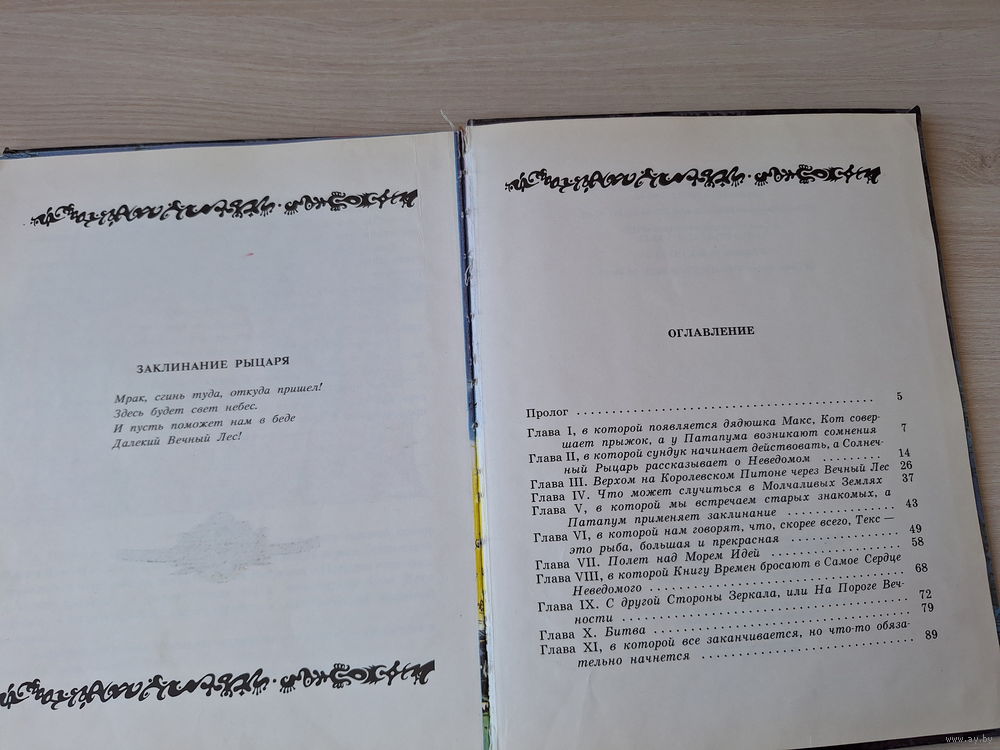 ЗАКЛИНАНИЕ РЫЦАРЯ
Мрак, сгинь туда, откуда пришел!
Здесь будет свет небес.
И пусть поможет нам в беде
Далекий Вечный Лес!
ОГЛАВЛЕНИЕ
Пролог . . . . . . . . . . . . . . . . . . . . . . . . . . . . . . 5
Глава I, в которой появляется дядюшка Макс, Кот совер-
шает прыжок, а у Патапума возникают сомнения 7
Глава II, в которой сундук начинает действовать, а Солнеч-
ный Рыцарь рассказывает о Неведомом . . . . . . . . . 14
Глава III. Верхом на Королевском Питоне через Вечный Лес 26
Глава IV. Что может случиться в Молчаливых Землях 37
Глава V, в которой мы встречаем старых знакомых, а
Патапум применяет заклинание . . . . . . . . . . . . . . 43
Глава VI, в которой нам говорят, что, скорее всего, Текс —
это рыба, большая и прекрасная . . . . . . . . . . . . . 49
Глава VII. Полет над Морем Идей . . . . . . . . . . . . . . . 58
Глава VIII, в которой Книгу Времен бросают в Самое Сердце
Неведомого . . . . . . . . . . . . . . . . . . . . . . . . . . 68
Глава IX. С другой Стороны Зеркала, или На Пороге Веч-
ности . . . . . . . . . . . . . . . . . . . . . . . . . . . . . . 72
Глава X. Битва . . . . . . . . . . . . . . . . . . . . . . . . . . 79
Глава XI, в которой все заканчивается, но что-то обяза-
тельно начнется . . . . . . . . . . . . . . . . . . . . . . . 89
www.ay.by